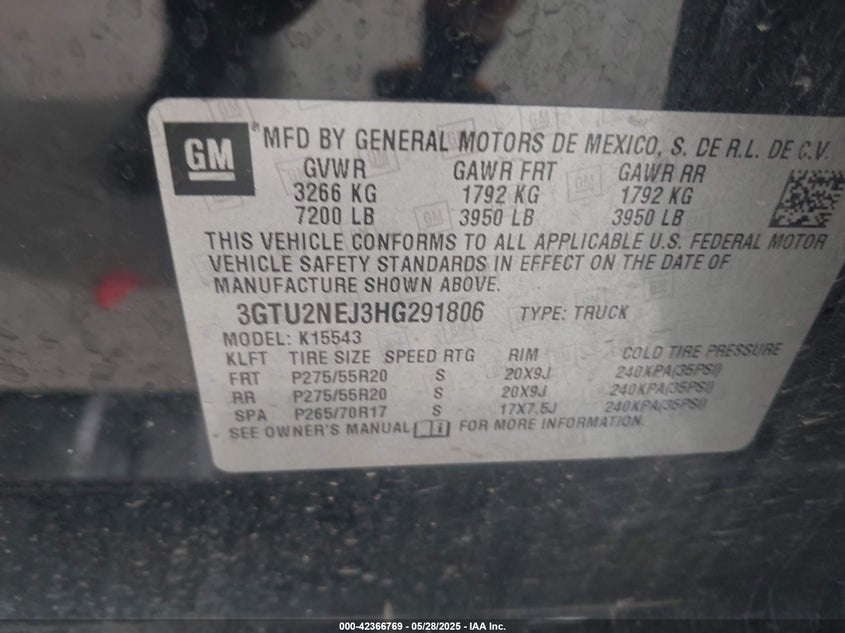 GM
MFD BY GENERAL MOTORS DE MEXICO, S. DE R.L. DE C.V.
GVWR GAWR FRT GAWR RR
3266 KG 1792 KG 1792 KG
7200 LB 3950 LB 3950 LB
THIS VEHICLE CONFORMS TO ALL APPLICABLE U.S. FEDERAL MOTOR
VEHICLE SAFETY STANDARDS IN EFFECT ON THE DATE OF
MANUFACTURE SHOWN ABOVE.
3GTU2NEJ3HG291806 TYPE: TRUCK
MODEL: K15543
KLFT TIRE SIZE SPEED RTG RIM COLD TIRE PRESSURE
FRT P275/55R20 S 20X9J 240KPA(35PSI)
RR P275/55R20 S 20X9J 240KPA(35PSI)
SPA P265/70R17 S 17X7.5J 240KPA(35PSI)
SEE OWNER'S MANUAL FOR MORE INFORMATION.
000-42366769 - 05/28/2025 - IAA Inc.